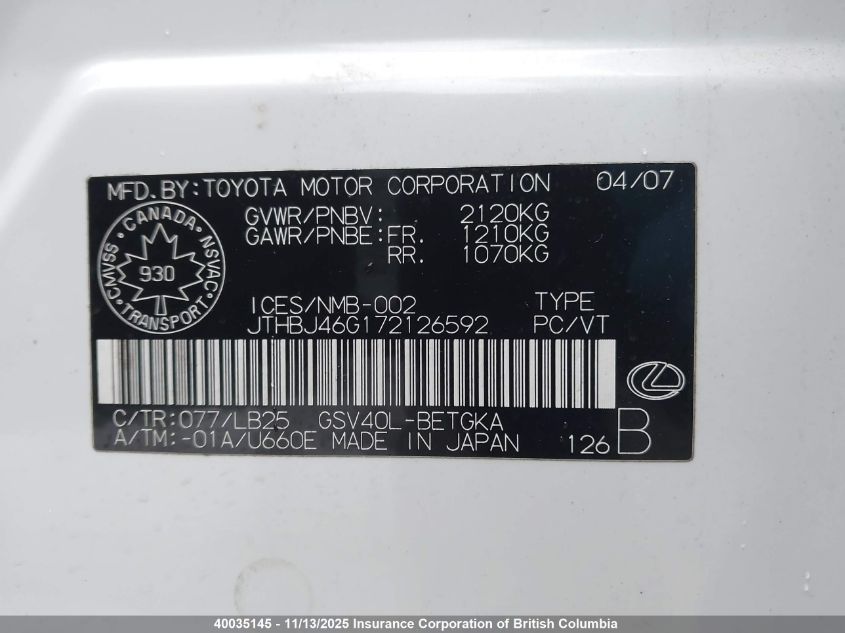 MFD.BY:TOYOTA MOTOR CORPORATION 04/07
GVWR/PNBV: 2120KG
GAWR/PNBE:FR. 1210KG
RR. 1070KG
CANADA
CMVSS
NSVAC
930
TRANSPORT
ICES/NMB-002 TYPE
JTHBJ46G172126592 PC/VT
C/TR:077/LB25 GSV40L-BETGKA
A/TM:-01A/U660E MADE IN JAPAN 126 B
40035145 - 11/13/2025 Insurance Corporation of British Columbia